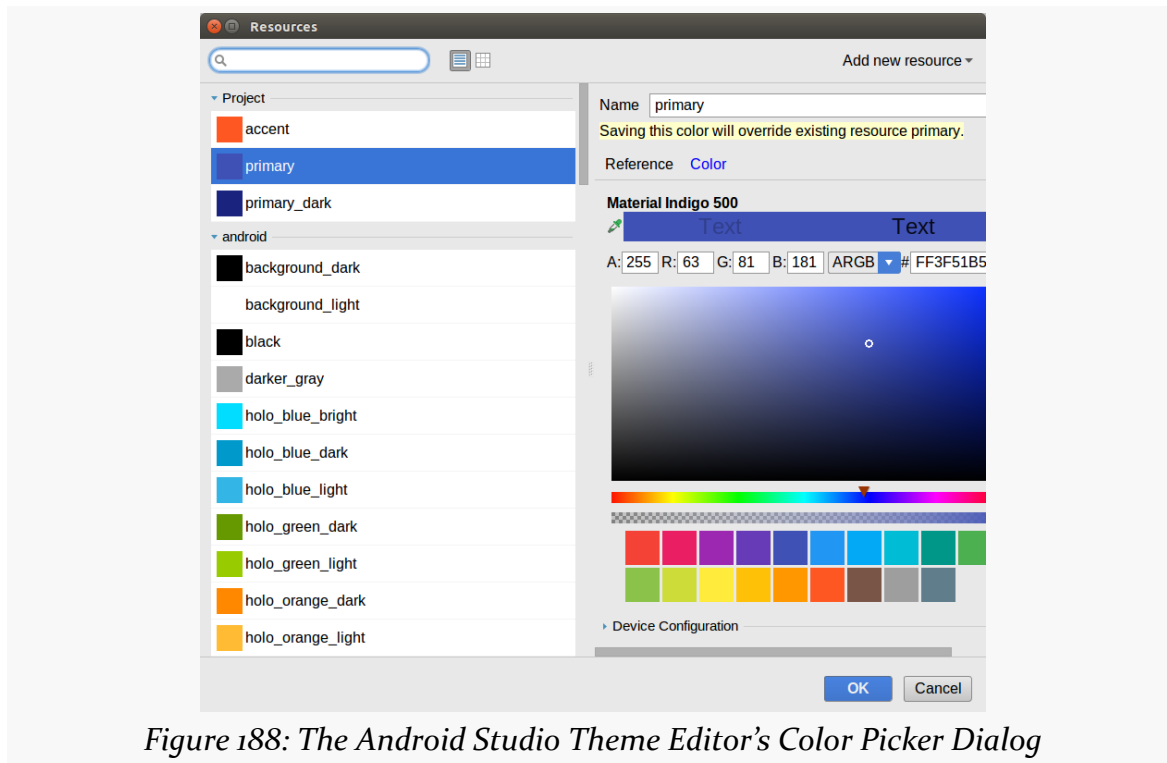 Resources
Add new resource
Project
accent
primary
primary_dark
android
background_dark
background_light
black
darker_gray
holo_blue_bright
holo_blue_dark
holo_blue_light
holo_green_dark
holo_green_light
holo_orange_dark
holo_orange_light
Name primary
Saving this color will override existing resource primary.
Reference Color
Material Indigo 500
Text Text
A: 255 R: 63 G: 81 B: 181 ARGB # FF3F51B5
Device Configuration
OK Cancel
Figure 188: The Android Studio Theme Editor’s Color Picker Dialog